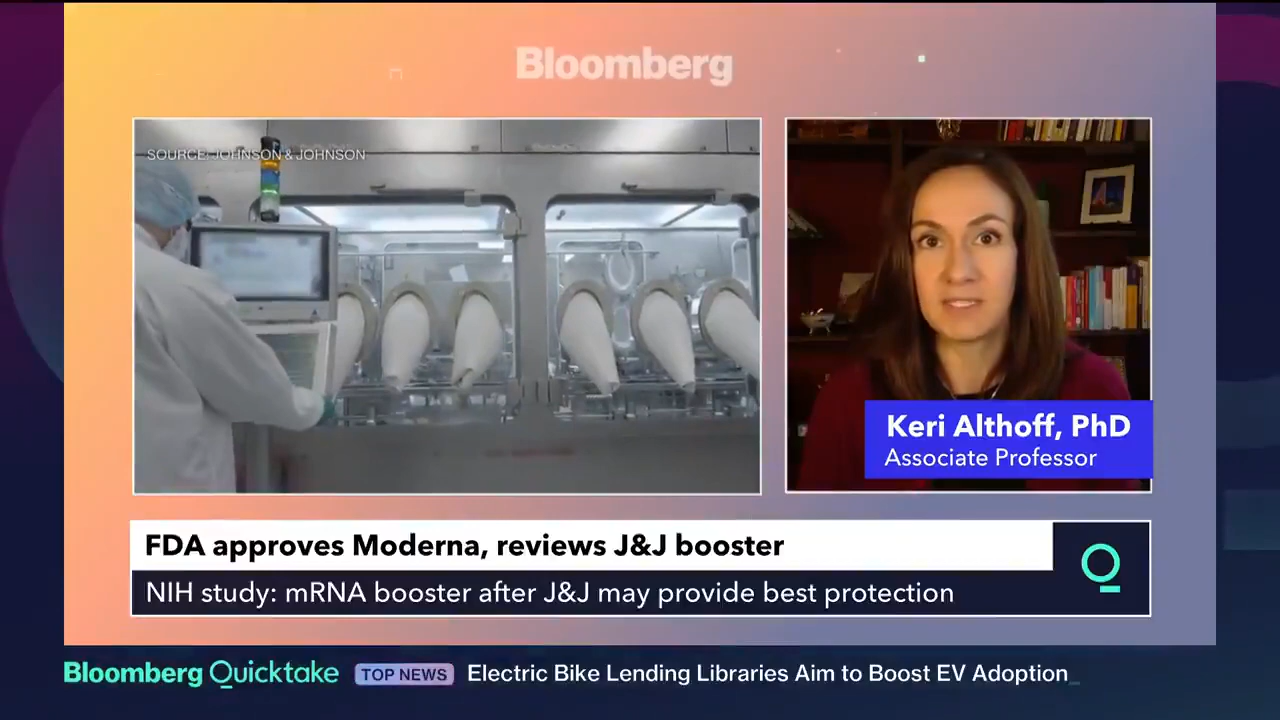 Bloomberg
SOURCE: JOHNSON & JOHNSON
Keri Althoff, PhD
Associate Professor
FDA approves Moderna, reviews J&J booster
NIH study: mRNA booster after J&J may provide best protection
Bloomberg Quicktake TOP NEWS Electric Bike Lending Libraries Aim to Boost EV Adoption_